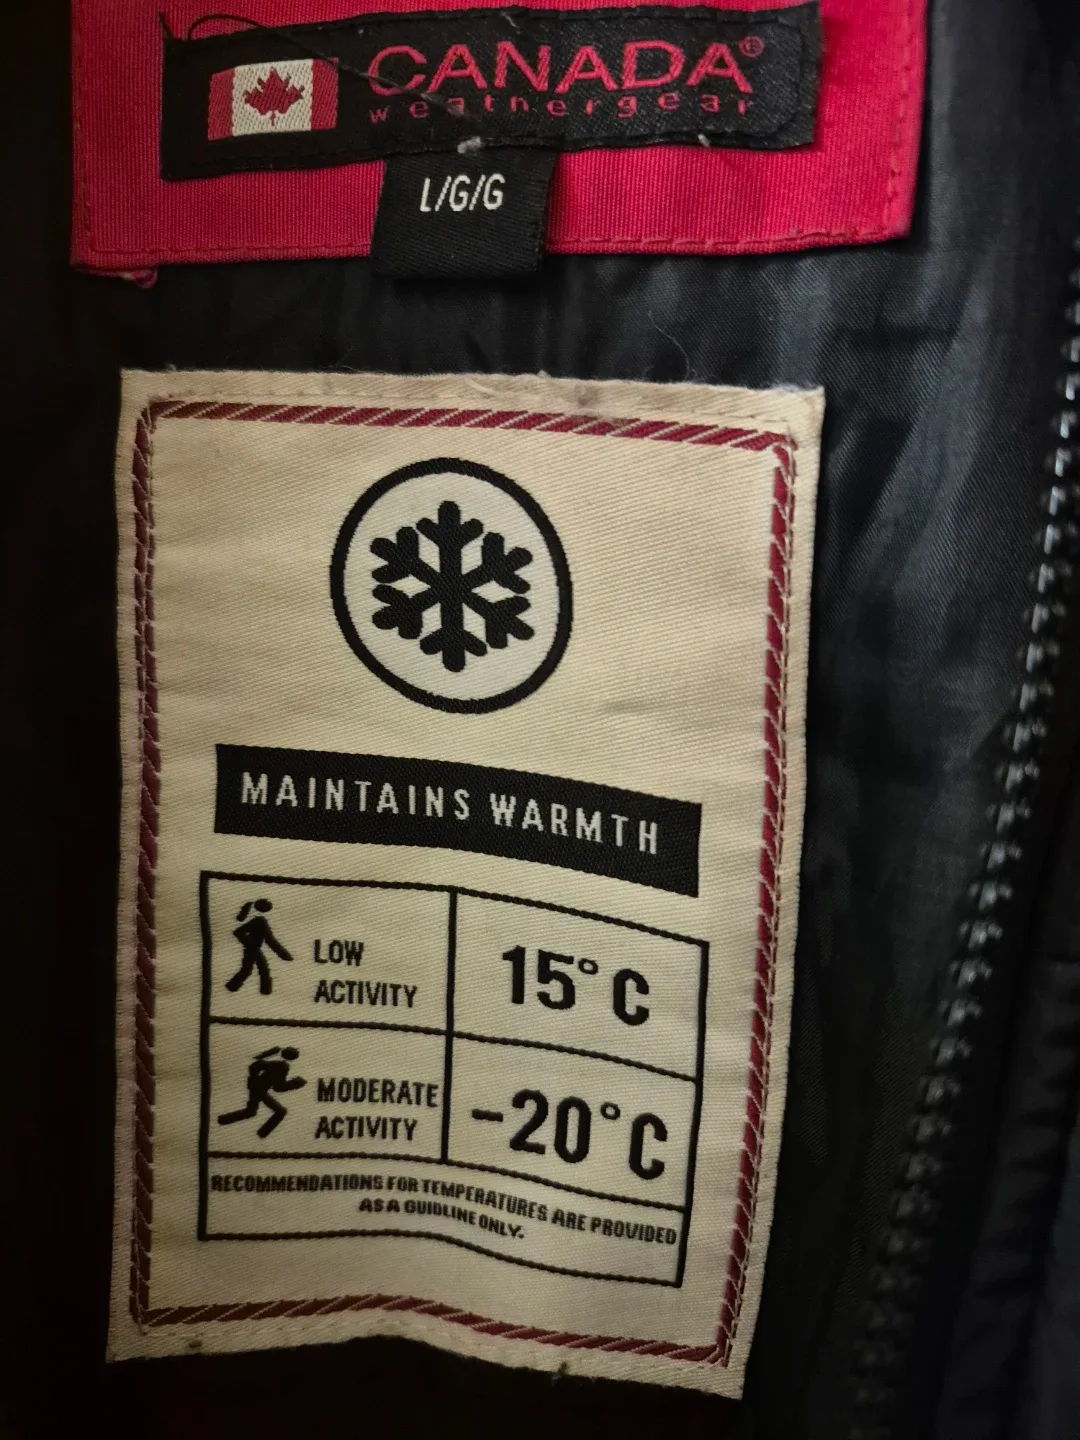 CANADA®
weathergear
L/G/G
MAINTAINS WARMTH
LOW
ACTIVITY
15°C
MODERATE
ACTIVITY
-20°C
RECOMMENDATIONS FOR TEMPERATURES ARE PROVIDED
AS A GUIDLINE ONLY.